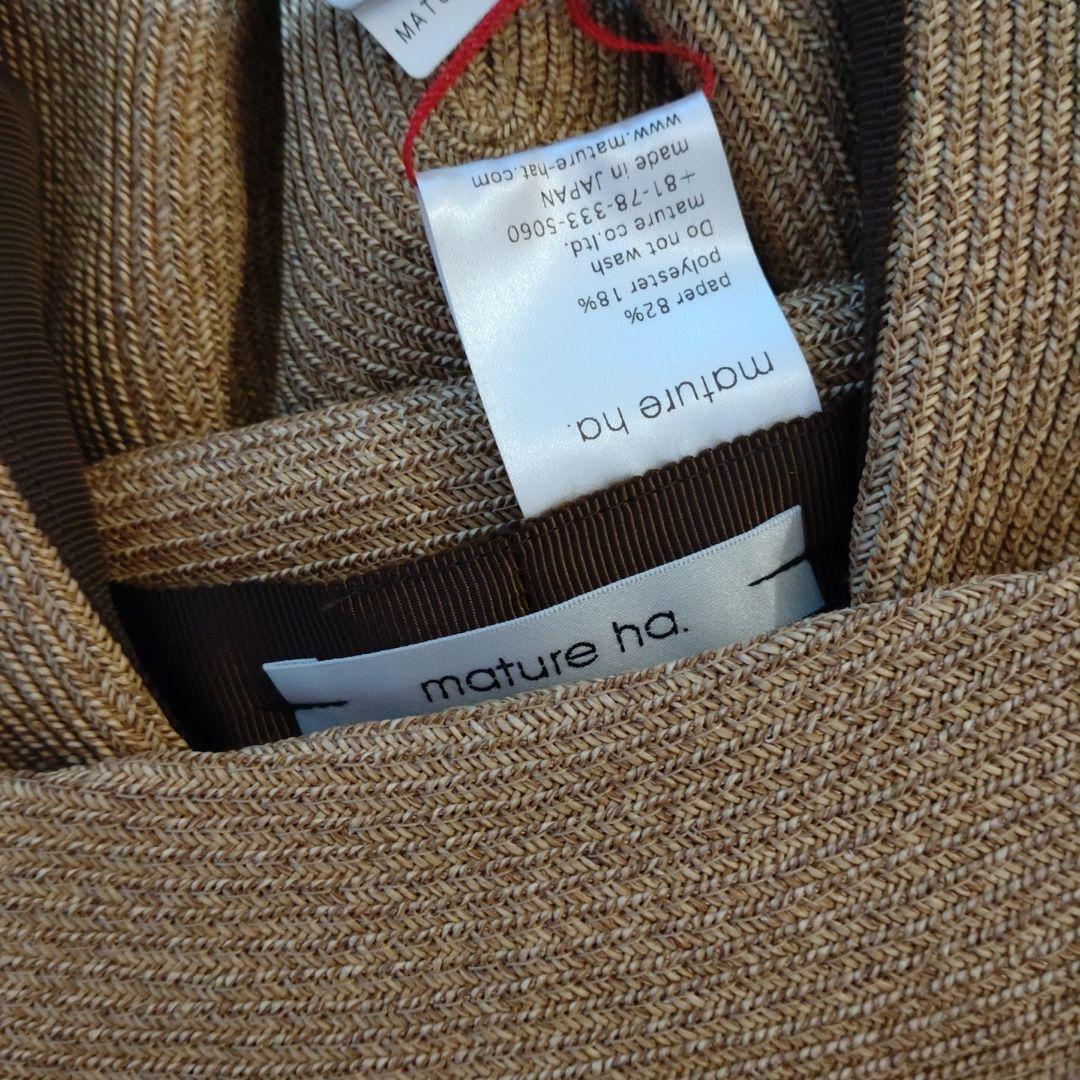 MATU
mature ha.
paper 82%
polyester 18%
Do not wash
mature co.ltd.
+81-78-333-5060
made in JAPAN
www.mature-hat.com
mature ha.